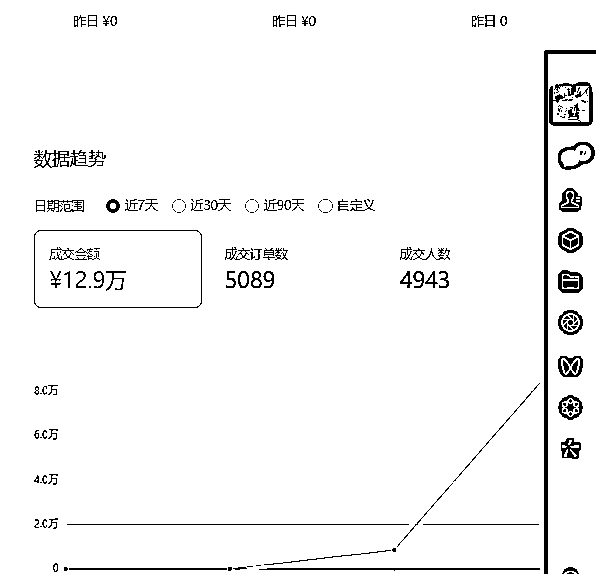 昨日 ¥0 昨日 ¥0 昨日 0
数据趋势
日期范围 近7天 近30天 近90天 自定义
成交金额 成交订单数 成交人数
¥12.9万 5089 4943
8.0万
6.0万
4.0万
2.0万
0